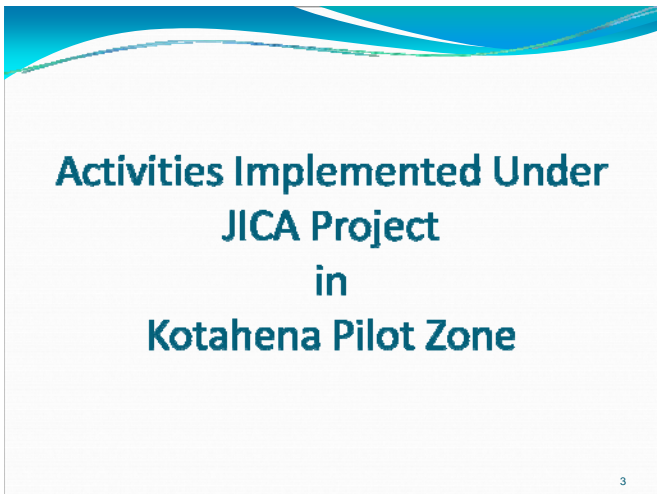 Activities Implemented Under
JICA Project
in
Kotahena Pilot Zone
3